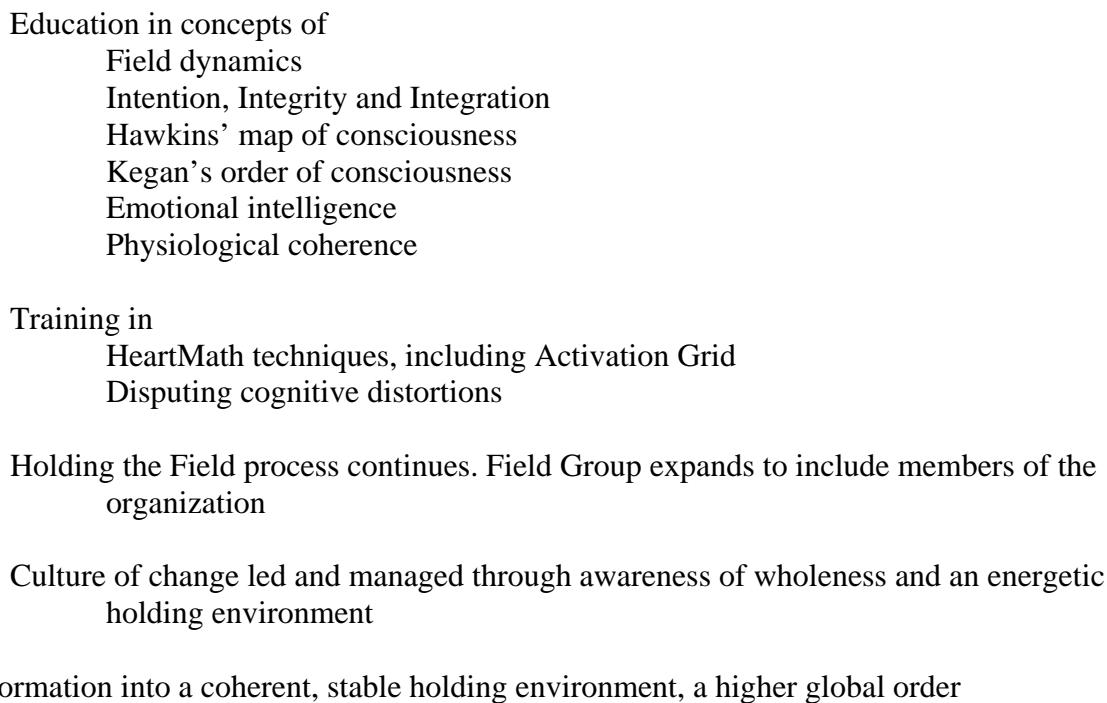 Education in concepts of
Field dynamics
Intention, Integrity and Integration
Hawkins’ map of consciousness
Kegan’s order of consciousness
Emotional intelligence
Physiological coherence
Training in
HeartMath techniques, including Activation Grid
Disputing cognitive distortions
Holding the Field process continues. Field Group expands to include members of the
organization
Culture of change led and managed through awareness of wholeness and an energetic
holding environment
into a coherent, stable holding environment, a higher global order